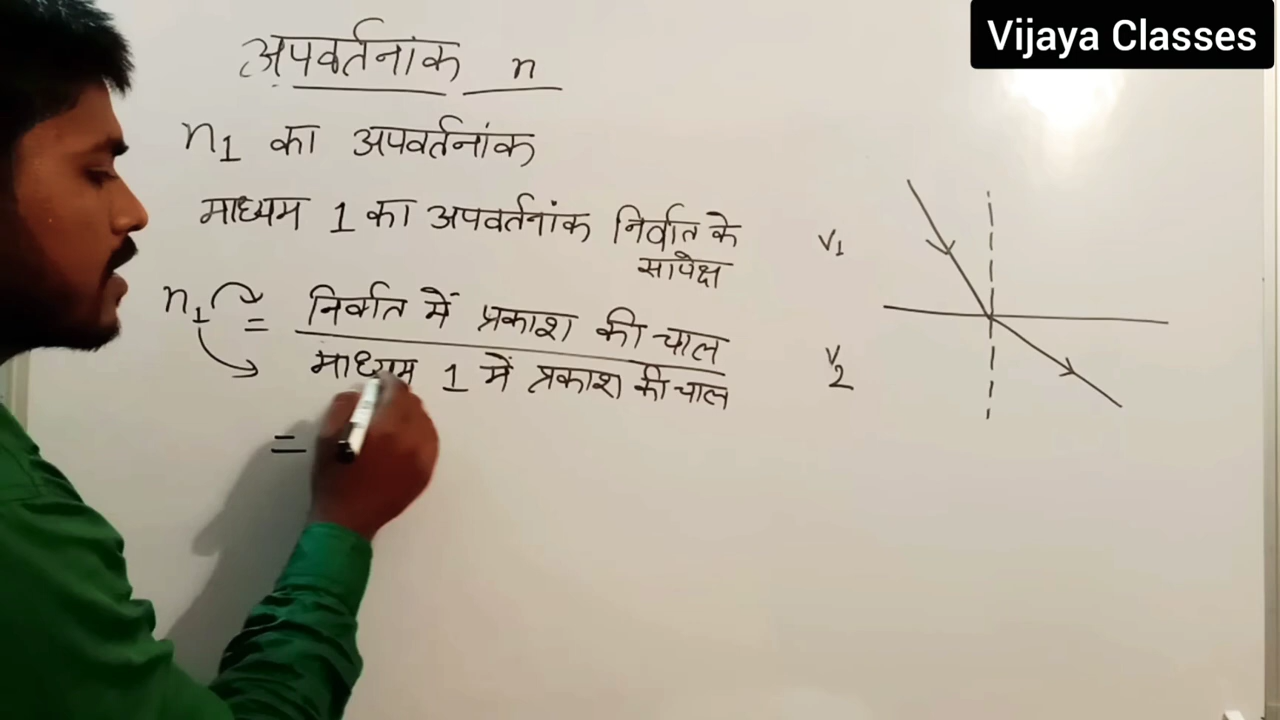 Vijaya Classes
अपवर्तनांक n
n1 का अपवर्तनांक
माध्यम 1 का अपवर्तनांक निर्वात के
सापेक्ष
n1 = निर्वात में प्रकाश की चाल
माध्यम 1 में प्रकाश की चाल
=
v1
v2